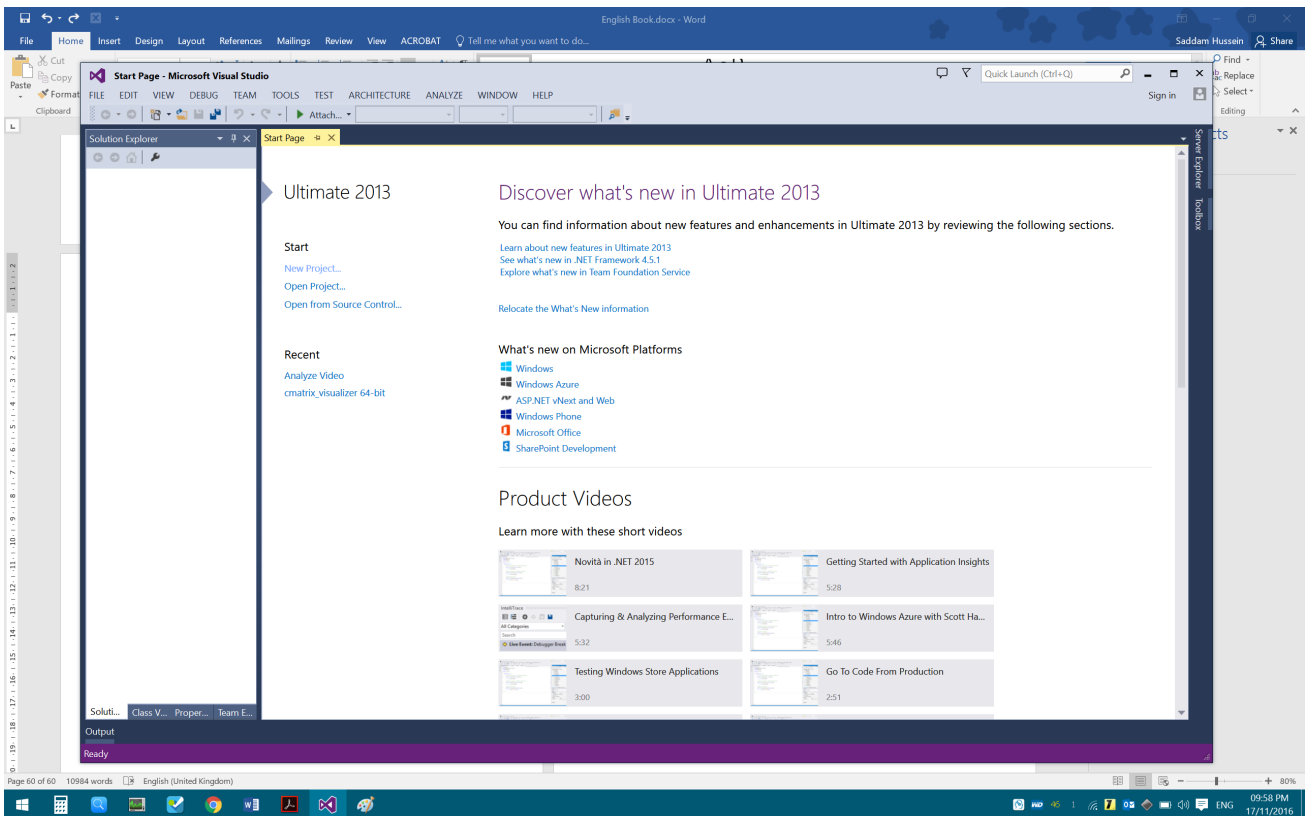 English Book.docx - Word
File Home Insert Design Layout References Mailings Review View ACROBAT Tell me what you want to do... Saddam Hussein Share
Cut
Copy
Paste
Format
Clipboard
Find
Replace
Select
Editing
Start Page - Microsoft Visual Studio
Quick Launch (Ctrl+Q)
FILE EDIT VIEW DEBUG TEAM TOOLS TEST ARCHITECTURE ANALYZE WINDOW HELP
Sign in
Attach...
Solution Explorer
Start Page
Server Explorer
Toolbox
Ultimate 2013
Start
New Project...
Open Project...
Open from Source Control...
Recent
Analyze Video
cmatrix_visualizer 64-bit
Discover what's new in Ultimate 2013
You can find information about new features and enhancements in Ultimate 2013 by reviewing the following sections.
Learn about new features in Ultimate 2013
See what's new in .NET Framework 4.5.1
Explore what's new in Team Foundation Service
Relocate the What's New information
What's new on Microsoft Platforms
Windows
Windows Azure
ASP.NET vNext and Web
Windows Phone
Microsoft Office
SharePoint Development
Product Videos
Learn more with these short videos
Novità in .NET 2015
8:21
Getting Started with Application Insights
5:28
IntelliTrace
All Categories
Search
Live Event: Debugger Break
Capturing & Analyzing Performance E...
5:32
Intro to Windows Azure with Scott Ha...
5:46
Testing Windows Store Applications
3:00
Go To Code From Production
2:51
Soluti... Class V... Proper... Team E...
Output
Ready
Page 60 of 60 10984 words English (United Kingdom)
80%
46 1 ENG
09:58 PM
17/11/2016